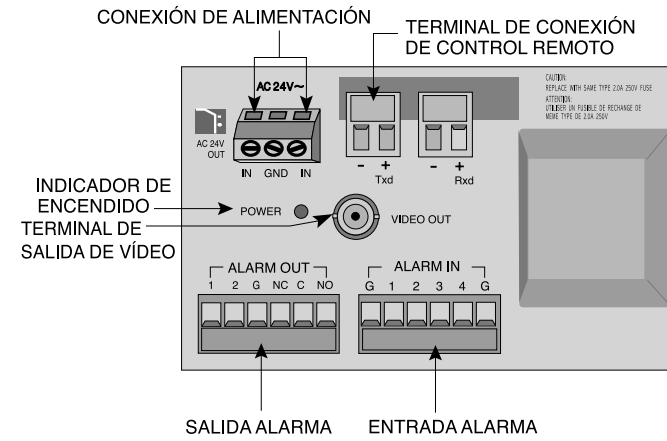 CONEXIÓN DE ALIMENTACIÓN
TERMINAL DE CONEXIÓN
DE CONTROL REMOTO
AC 24V~
CAUTION:
REPLACE WITH SAME TYPE 2.0A 250V FUSE
ATTENTION:
UTILISER UN FUSIBLE DE RECHANGE DE
MEME TYPE DE 2.0A 250V
AC 24V
OUT
IN GND IN
- +
Txd
- +
Rxd
INDICADOR DE
ENCENDIDO
POWER
VIDEO OUT
TERMINAL DE
SALIDA DE VÍDEO
ALARM OUT
1 2 G NC C NO
ALARM IN
G 1 2 3 4 G
SALIDA ALARMA
ENTRADA ALARMA